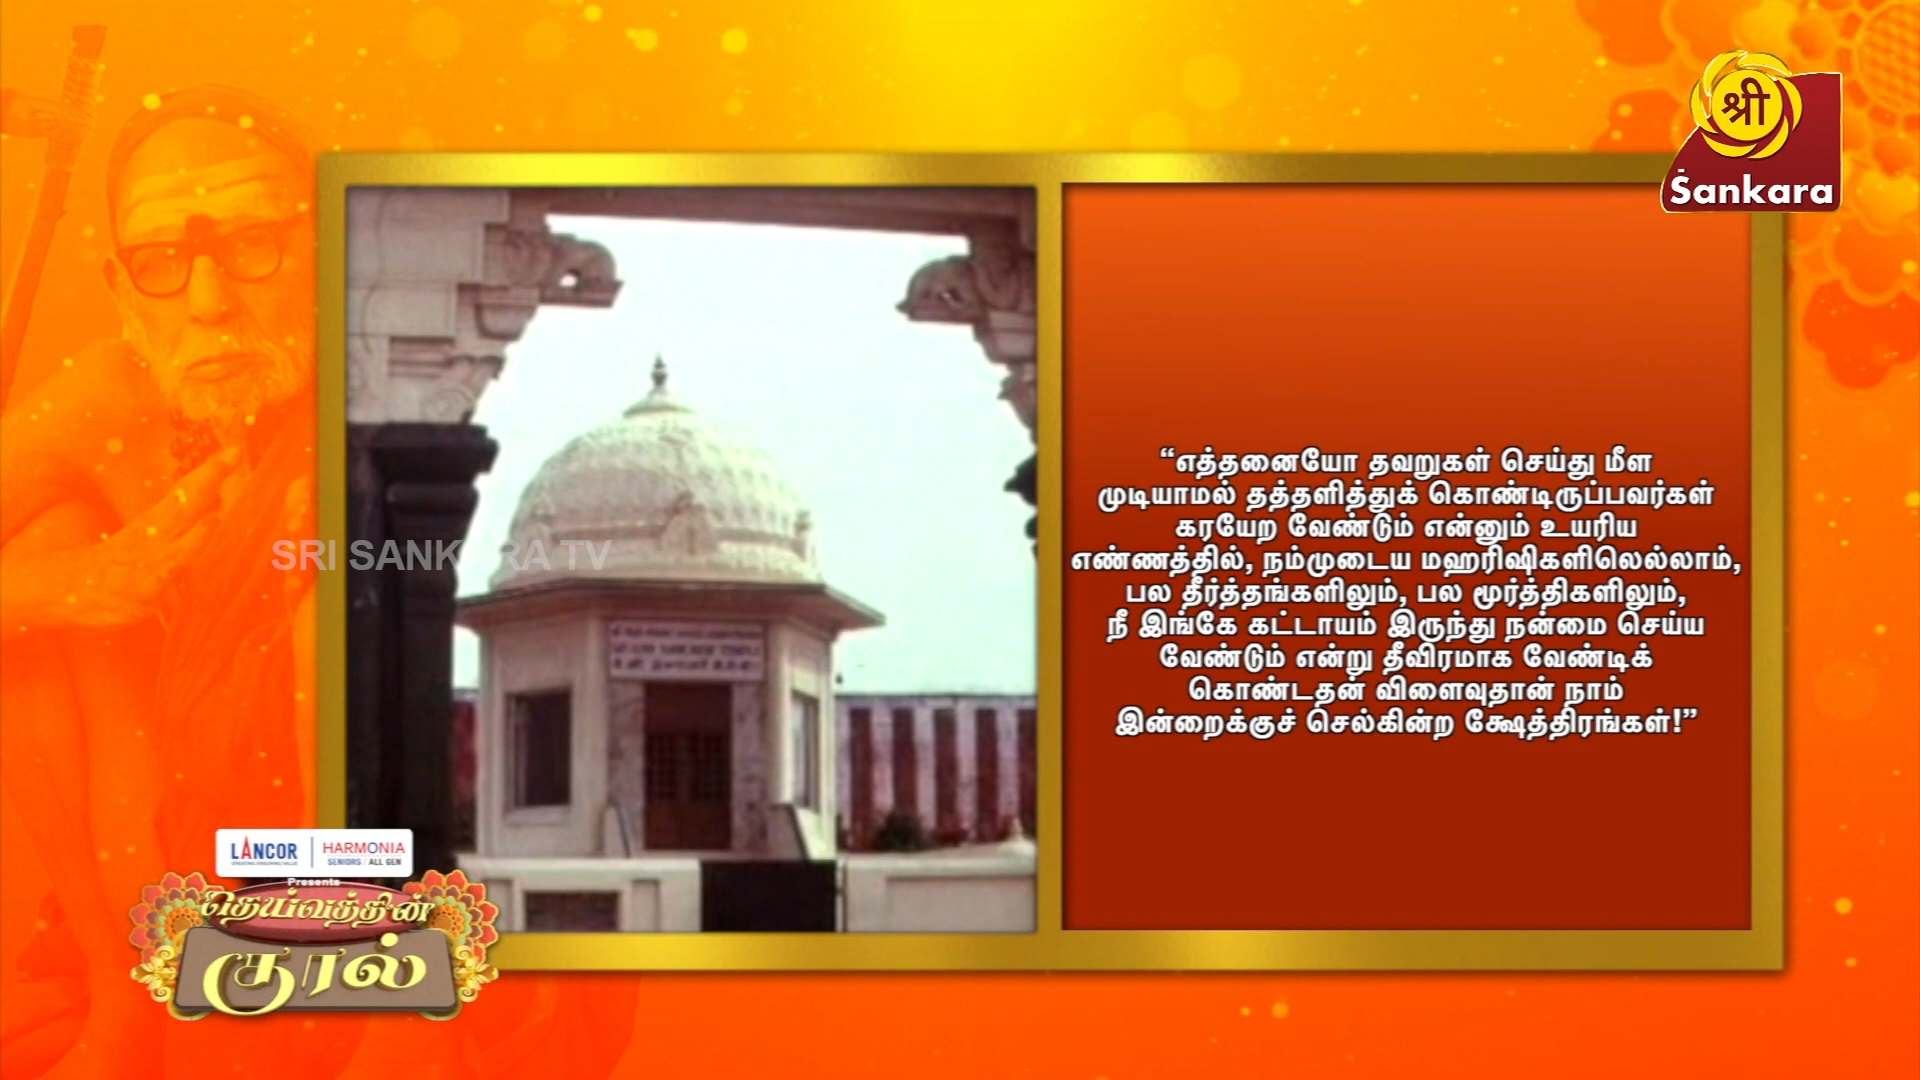 श्री
Sankara
“எத்தனையோ தவறுகள் செய்து மீள
முடியாமல் தத்தளித்துக் கொண்டிருப்பவர்கள்
கரயேற வேண்டும் என்னும் உயரிய
எண்ணத்தில், நம்முடைய மஹரிஷிகளிலெல்லாம்,
பல தீர்த்தங்களிலும், பல மூர்த்திகளிலும்,
நீ இங்கே கட்டாயம் இருந்து நன்மை செய்ய
வேண்டும் என்று தீவிரமாக வேண்டிக்
கொண்டதன் விளைவுதான் நாம்
இன்றைக்குச் செல்கின்ற க்ஷேத்திரங்கள்!”
SRI SANKARA TV
LANCOR
HARMONIA
SENIORS / ALL GEN
Presents
தெய்வத்தின்
குரல்